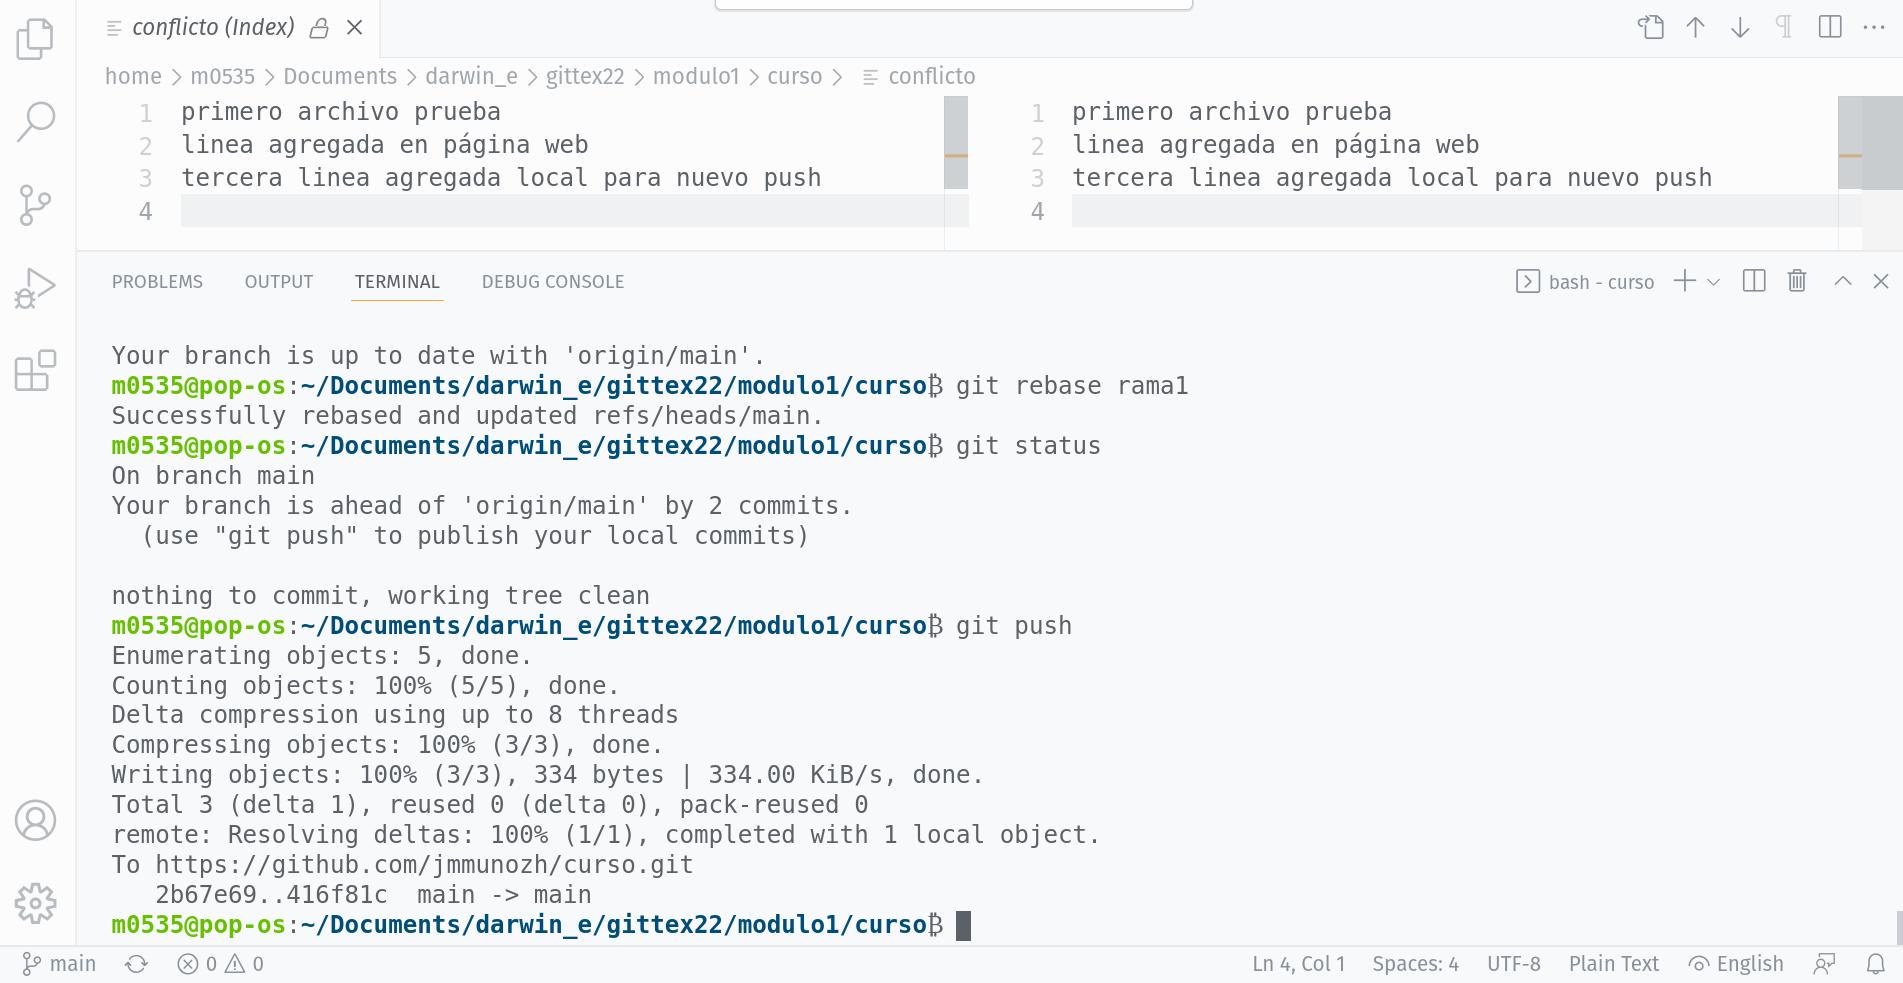 conflicto (Index)
home > m0535 > Documents > darwin_e > gittex22 > modulo1 > curso > conflicto
1 primero archivo prueba
2 linea agregada en página web
3 tercera linea agregada local para nuevo push
4
1 primero archivo prueba
2 linea agregada en página web
3 tercera linea agregada local para nuevo push
4
PROBLEMS OUTPUT TERMINAL DEBUG CONSOLE
bash - curso
Your branch is up to date with 'origin/main'.
m0535@pop-os:~/Documents/darwin_e/gittex22/modulo1/curso₿ git rebase rama1
Successfully rebased and updated refs/heads/main.
m0535@pop-os:~/Documents/darwin_e/gittex22/modulo1/curso₿ git status
On branch main
Your branch is ahead of 'origin/main' by 2 commits.
  (use "git push" to publish your local commits)
nothing to commit, working tree clean
m0535@pop-os:~/Documents/darwin_e/gittex22/modulo1/curso₿ git push
Enumerating objects: 5, done.
Counting objects: 100% (5/5), done.
Delta compression using up to 8 threads
Compressing objects: 100% (3/3), done.
Writing objects: 100% (3/3), 334 bytes | 334.00 KiB/s, done.
Total 3 (delta 1), reused 0 (delta 0), pack-reused 0
remote: Resolving deltas: 100% (1/1), completed with 1 local object.
To https://github.com/jmmunozh/curso.git
   2b67e69..416f81c  main -> main
m0535@pop-os:~/Documents/darwin_e/gittex22/modulo1/curso₿
main 0 0 Ln 4, Col 1 Spaces: 4 UTF-8 Plain Text English